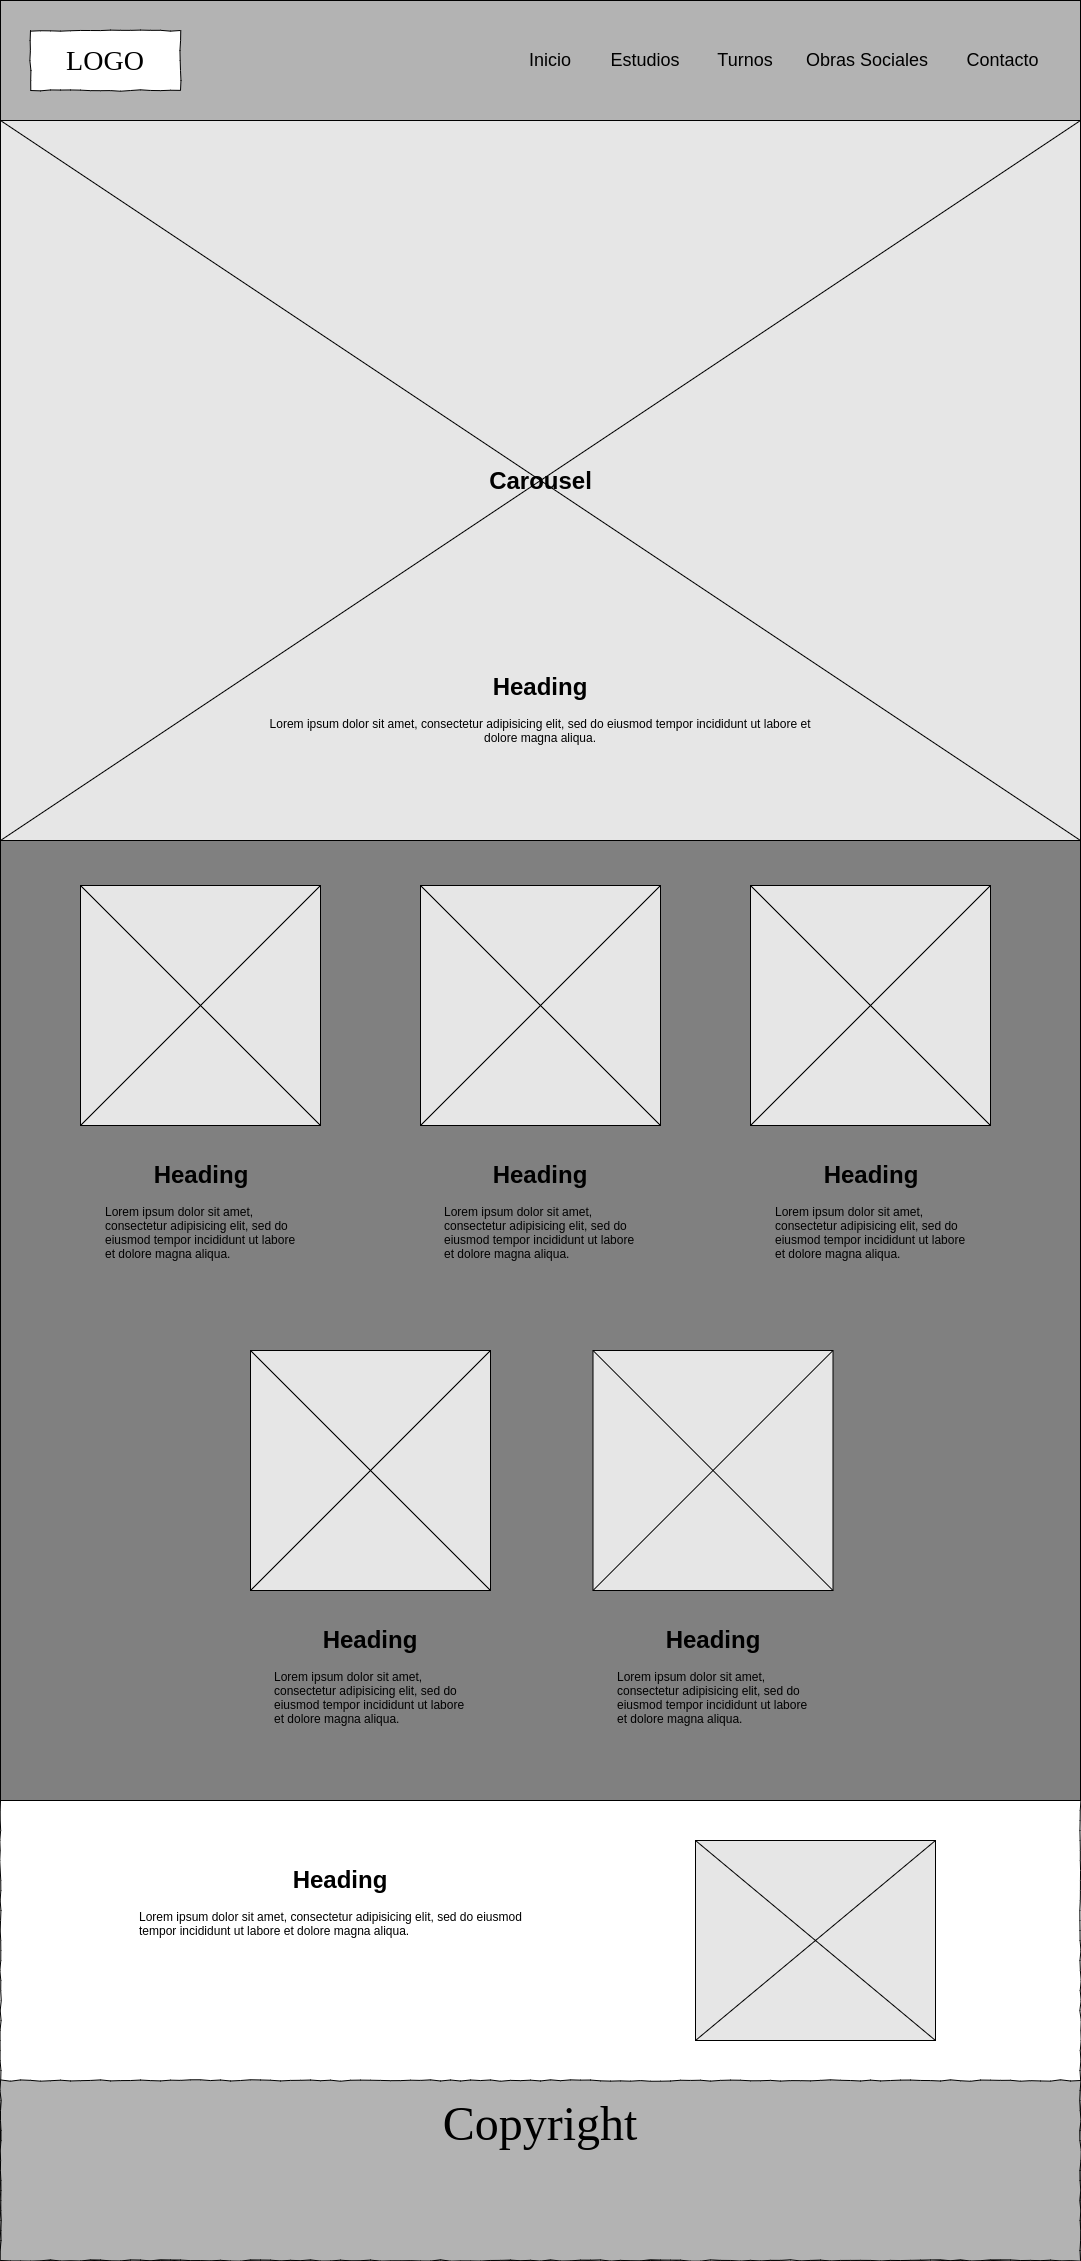 LOGO
Inicio Estudios Turnos Obras Sociales Contacto
Carousel
Heading
Lorem ipsum dolor sit amet, consectetur adipisicing elit, sed do eiusmod tempor incididunt ut labore et
dolore magna aliqua.
Heading
Lorem ipsum dolor sit amet,
consectetur adipisicing elit, sed do
eiusmod tempor incididunt ut labore
et dolore magna aliqua.
Heading
Lorem ipsum dolor sit amet,
consectetur adipisicing elit, sed do
eiusmod tempor incididunt ut labore
et dolore magna aliqua.
Heading
Lorem ipsum dolor sit amet,
consectetur adipisicing elit, sed do
eiusmod tempor incididunt ut labore
et dolore magna aliqua.
Heading
Lorem ipsum dolor sit amet,
consectetur adipisicing elit, sed do
eiusmod tempor incididunt ut labore
et dolore magna aliqua.
Heading
Lorem ipsum dolor sit amet,
consectetur adipisicing elit, sed do
eiusmod tempor incididunt ut labore
et dolore magna aliqua.
Heading
Lorem ipsum dolor sit amet, consectetur adipisicing elit, sed do eiusmod
tempor incididunt ut labore et dolore magna aliqua.
Copyright